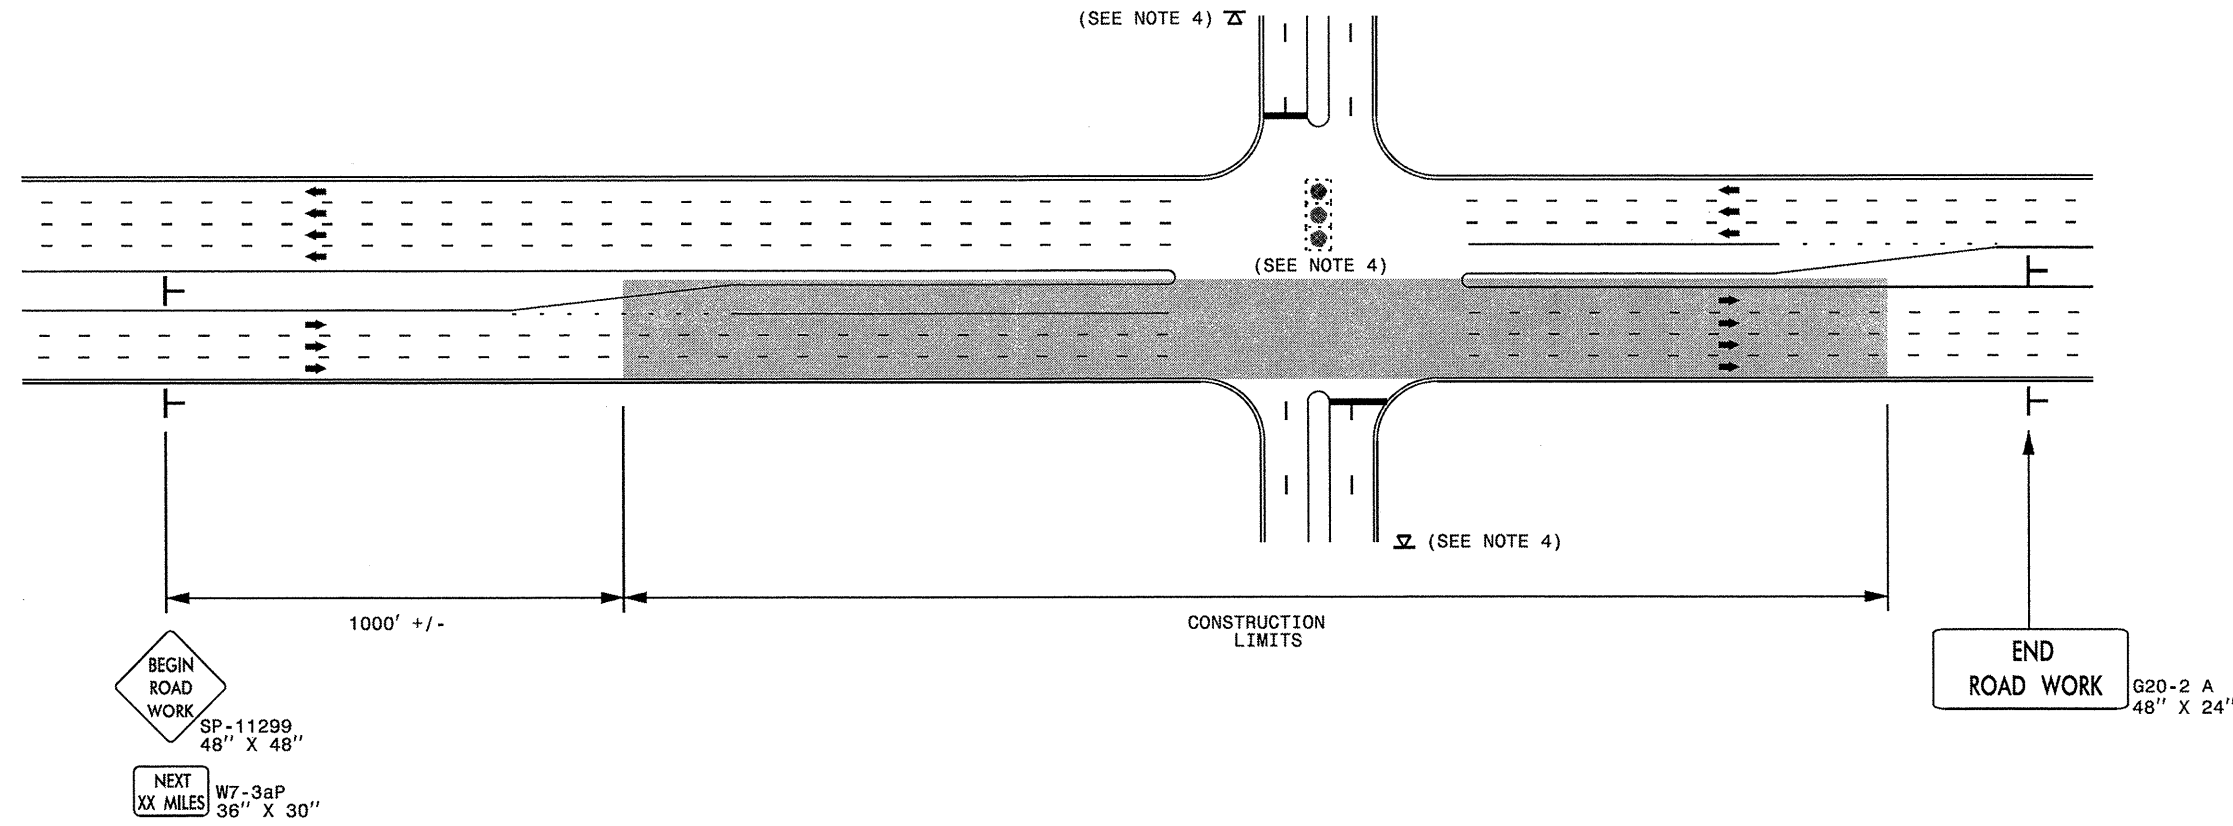 (SEE NOTE 4)
(SEE NOTE 4)
(SEE NOTE 4)
1000' +/-
CONSTRUCTION
LIMITS
BEGIN
ROAD
WORK
SP-11299
48" X 48"
NEXT
XX MILES
W7-3aP
36" X 30"
END
ROAD WORK
G20-2 A
48" X 24"